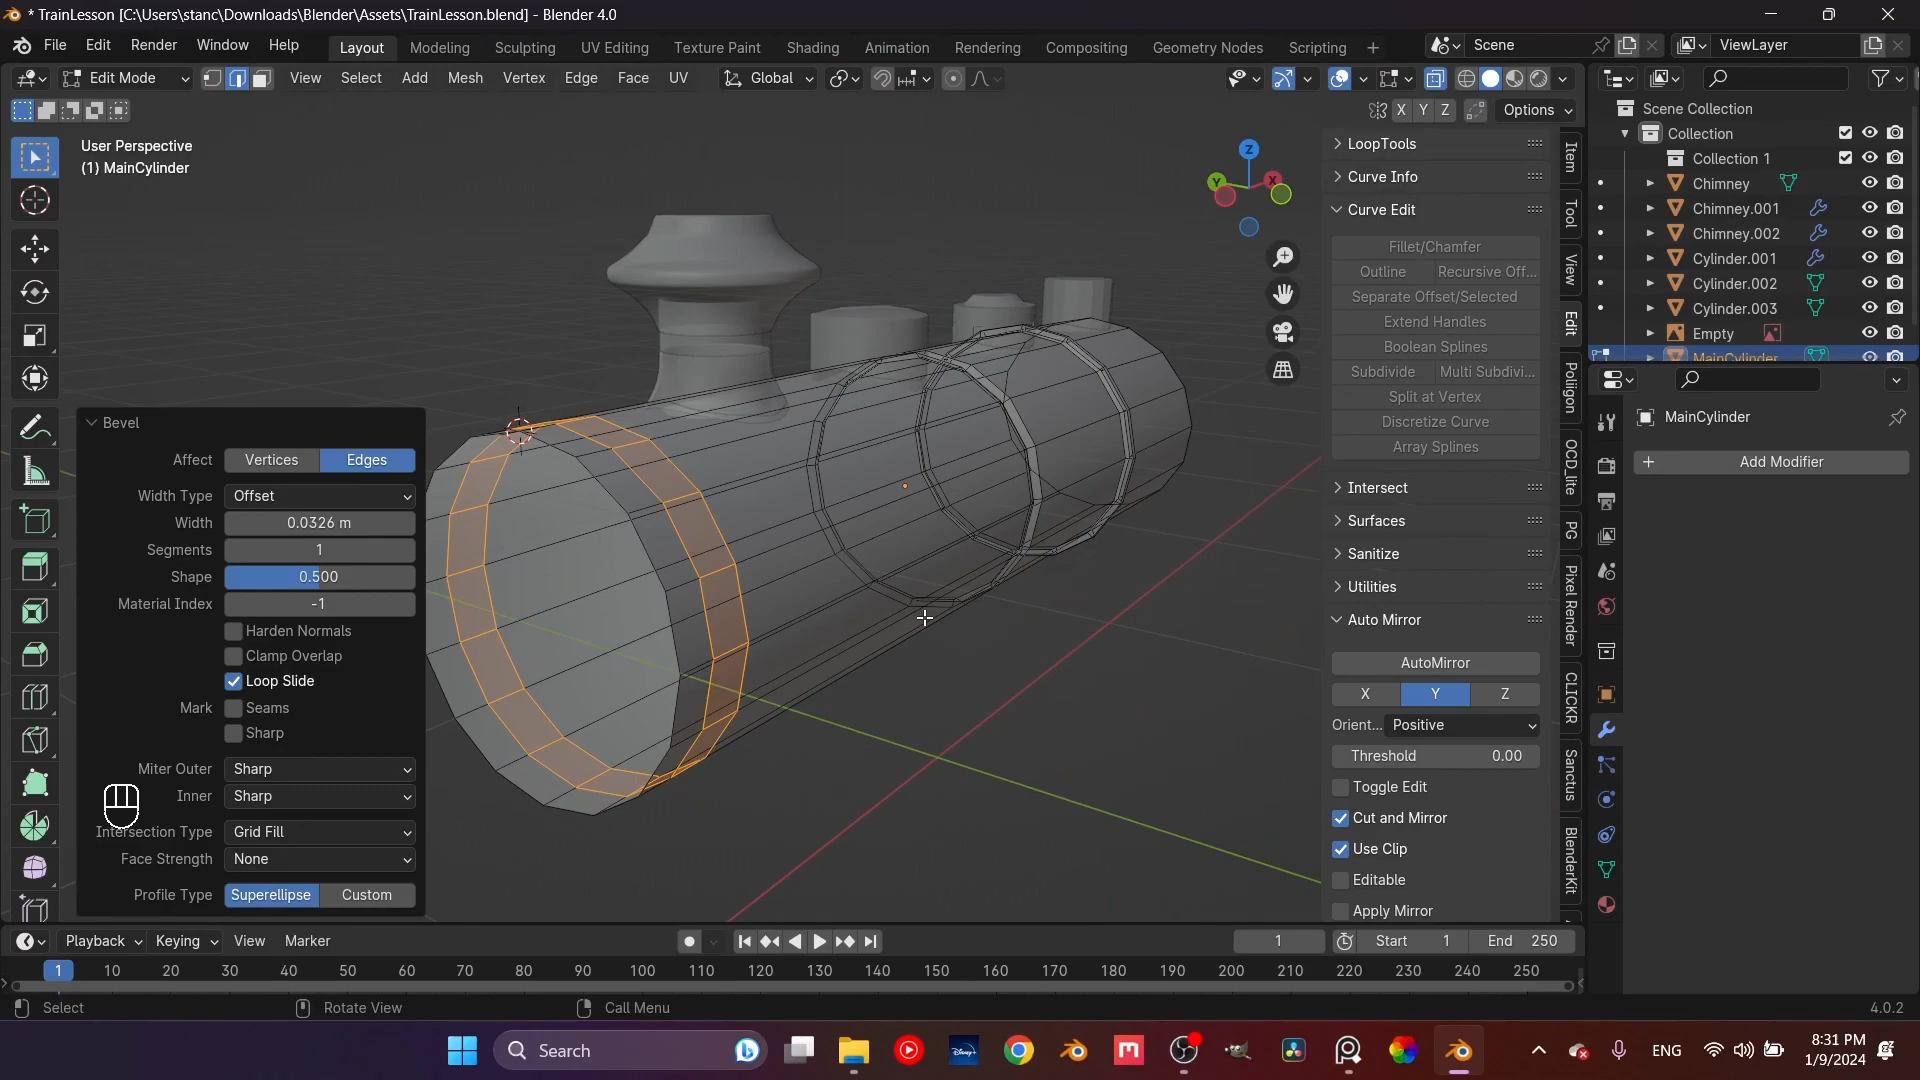 * TrainLesson [C:\Users\stanc\Downloads\Blender\Assets\TrainLesson.blend] - Blender 4.0
File Edit Render Window Help Layout Modeling Sculpting UV Editing Texture Paint Shading Animation Rendering Compositing Geometry Nodes Scripting + Scene ViewLayer
Edit Mode View Select Add Mesh Vertex Edge Face UV Global
X Y Z Options
User Perspective
(1) MainCylinder
Z
Y
X
Bevel
Affect Vertices Edges
Width Type Offset
Width 0.0326 m
Segments 1
Shape 0.500
Material Index -1
Harden Normals
Clamp Overlap
Loop Slide
Mark Seams
Sharp
Miter Outer Sharp
Inner Sharp
Intersection Type Grid Fill
Face Strength None
Profile Type Superellipse Custom
LoopTools
Curve Info
Curve Edit
Fillet/Chamfer
Outline Recursive Off...
Separate Offset/Selected
Extend Handles
Boolean Splines
Subdivide Multi Subdivi...
Split at Vertex
Discretize Curve
Array Splines
Intersect
Surfaces
Sanitize
Utilities
Auto Mirror
AutoMirror
X Y Z
Orient... Positive
Threshold 0.00
Toggle Edit
Cut and Mirror
Use Clip
Editable
Apply Mirror
Item
Tool
View
Edit
Poliigon
OCD_lite
PG
Pixel Render
CLICKR
Sanctus
BlenderKit
Scene Collection
Collection
Collection 1
Chimney
Chimney.001
Chimney.002
Cylinder.001
Cylinder.002
Cylinder.003
Empty
MainCylinder
MainCylinder
+ Add Modifier
Playback Keying View Marker 1 Start 1 End 250
1 10 20 30 40 50 60 70 80 90 100 110 120 130 140 150 160 170 180 190 200 210 220 230 240 250
Select Rotate View Call Menu 4.0.2
Search Disney+ ENG 8:31 PM
1/9/2024